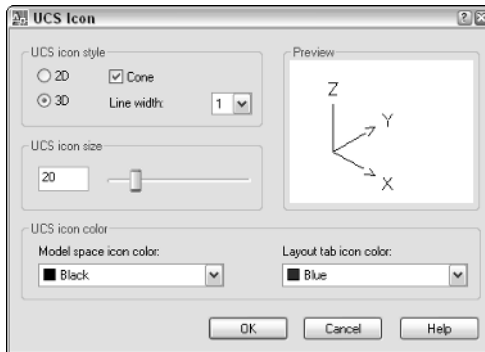 UCS Icon
UCS icon style
2D
Cone
3D
Line width:
1
Preview
Z
Y
X
UCS icon size
20
UCS icon color
Model space icon color:
Black
Layout tab icon color:
Blue
OK
Cancel
Help